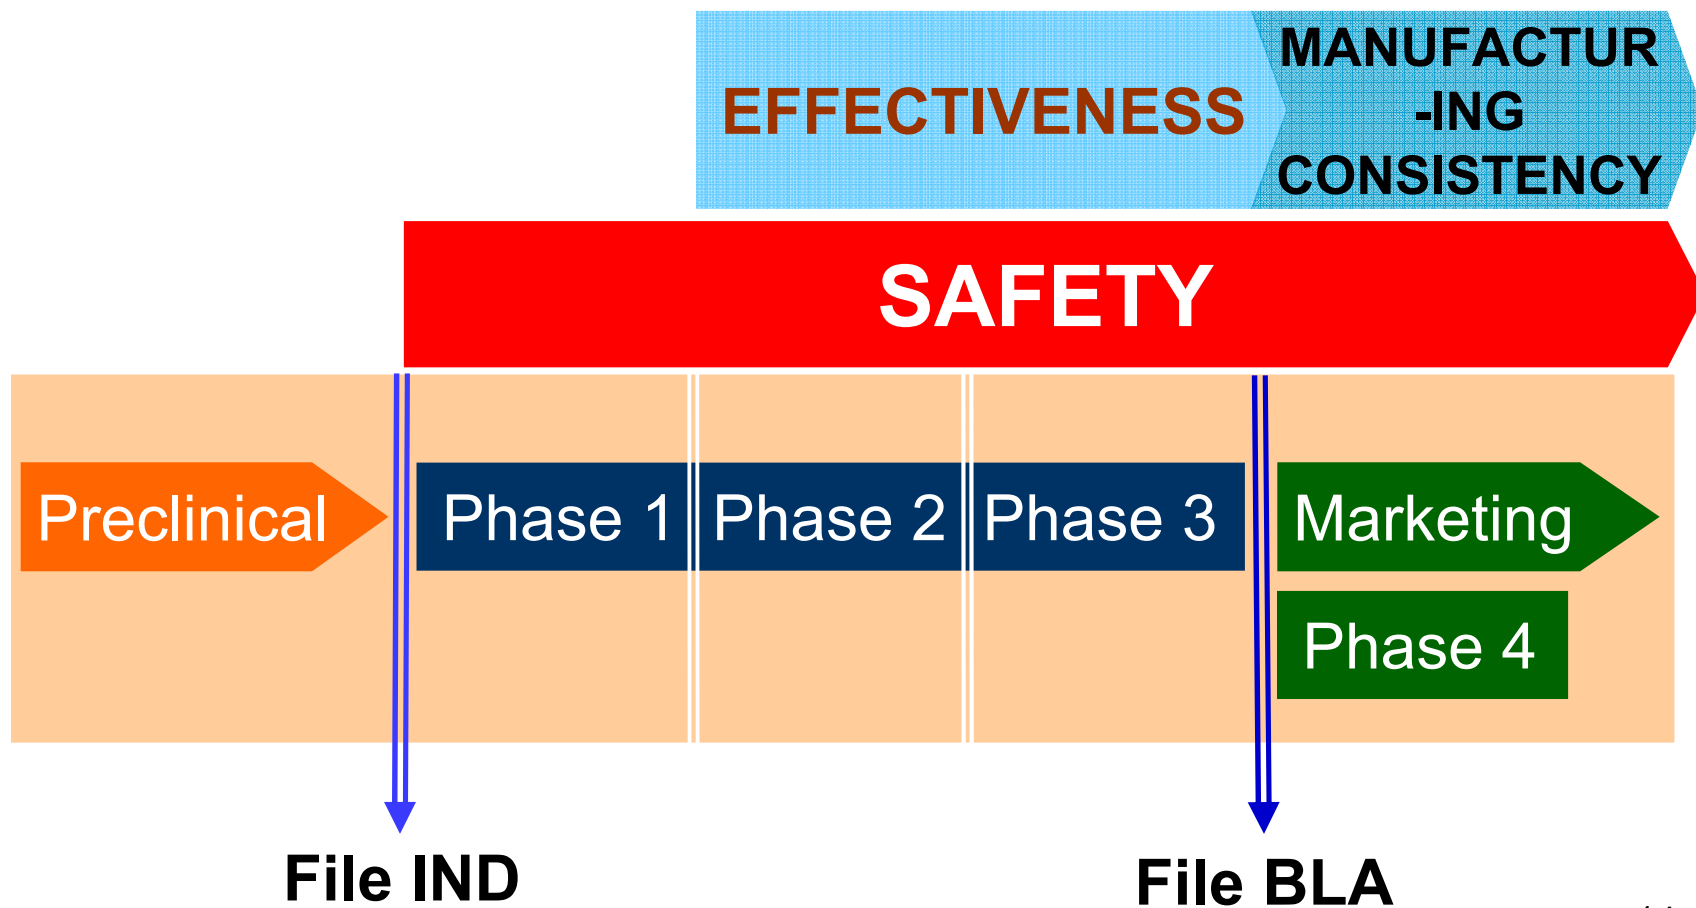 EFFECTIVENESS
MANUFACTUR
-ING
CONSISTENCY
SAFETY
Preclinical
Phase 1
Phase 2
Phase 3
Marketing
Phase 4
File IND
File BLA